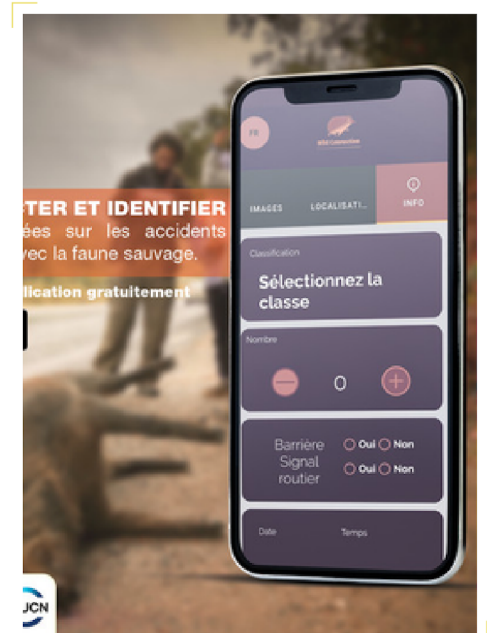 TER ET IDENTIFIER
ées sur les accidents
vec la faune sauvage.
lication gratuitement
FR
IMAGES LOCALISATI... INFO
Classification
Sélectionnez la
classe
Nombre
0
Barrière Oui Non
Signal
routier Oui Non
Date Temps
JCN